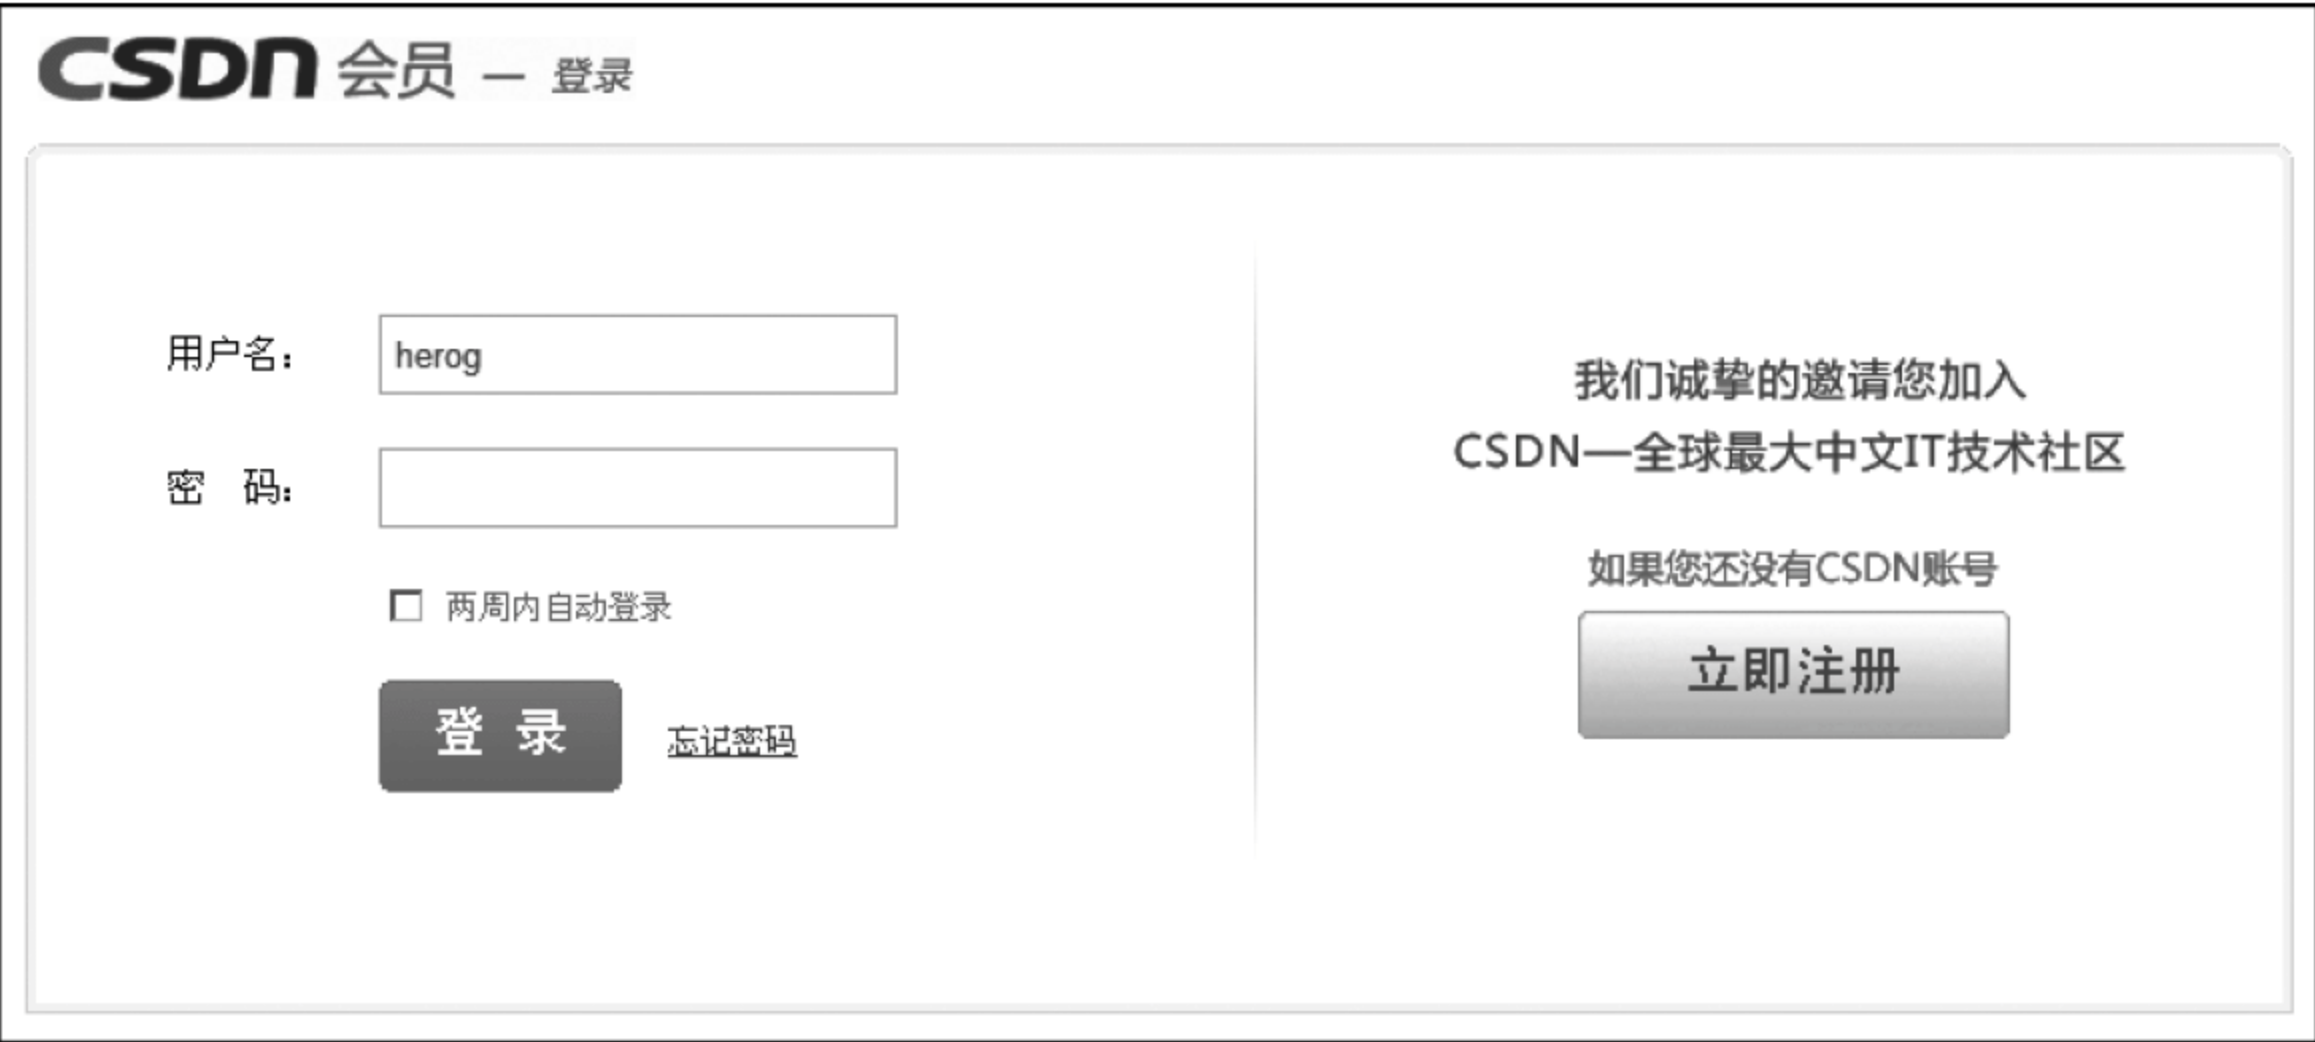 CSDN 会员 — 登录
用户名： herog
密 码：
两周内自动登录
登 录 忘记密码
我们诚挚的邀请您加入
CSDN—全球最大中文IT技术社区
如果您还没有CSDN账号
立即注册